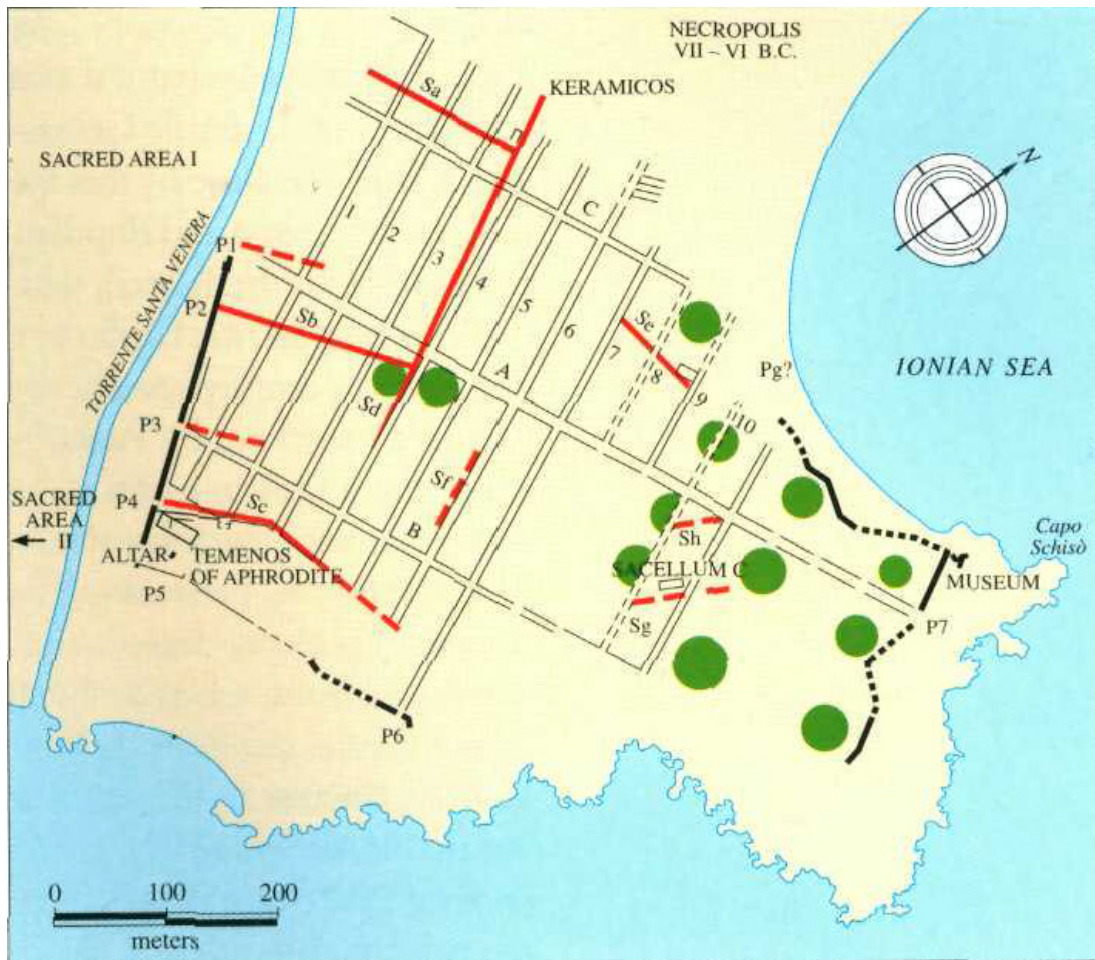 NECROPOLIS
VII – VI B.C.
KERAMICOS
Sa
SACRED AREA I
TORRENTE SANTA VENERA
N
C
1
2
3
4
5
6
7
8
9
10
P1
P2
Sb
A
Se
Pg?
IONIAN SEA
P3
Sd
Sf
B
SACRED
AREA
II
P4
Sc
ALTAR
TEMENOS
OF APHRODITE
P5
P6
Sh
SACELLUM C
Sg
Capo
Schisò
MUSEUM
P7
0 100 200
meters